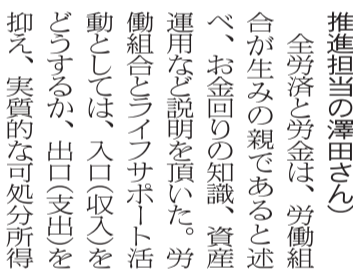 推進担当の澤田さん）
　全労済と労金は、労働組
合が生みの親であると述
べ、お金回りの知識、資産
運用など説明を頂いた。労
働組合とライフサポート活
動としては、入口（収入）を
どうするか、出口（支出）を
抑え、実質的な可処分所得